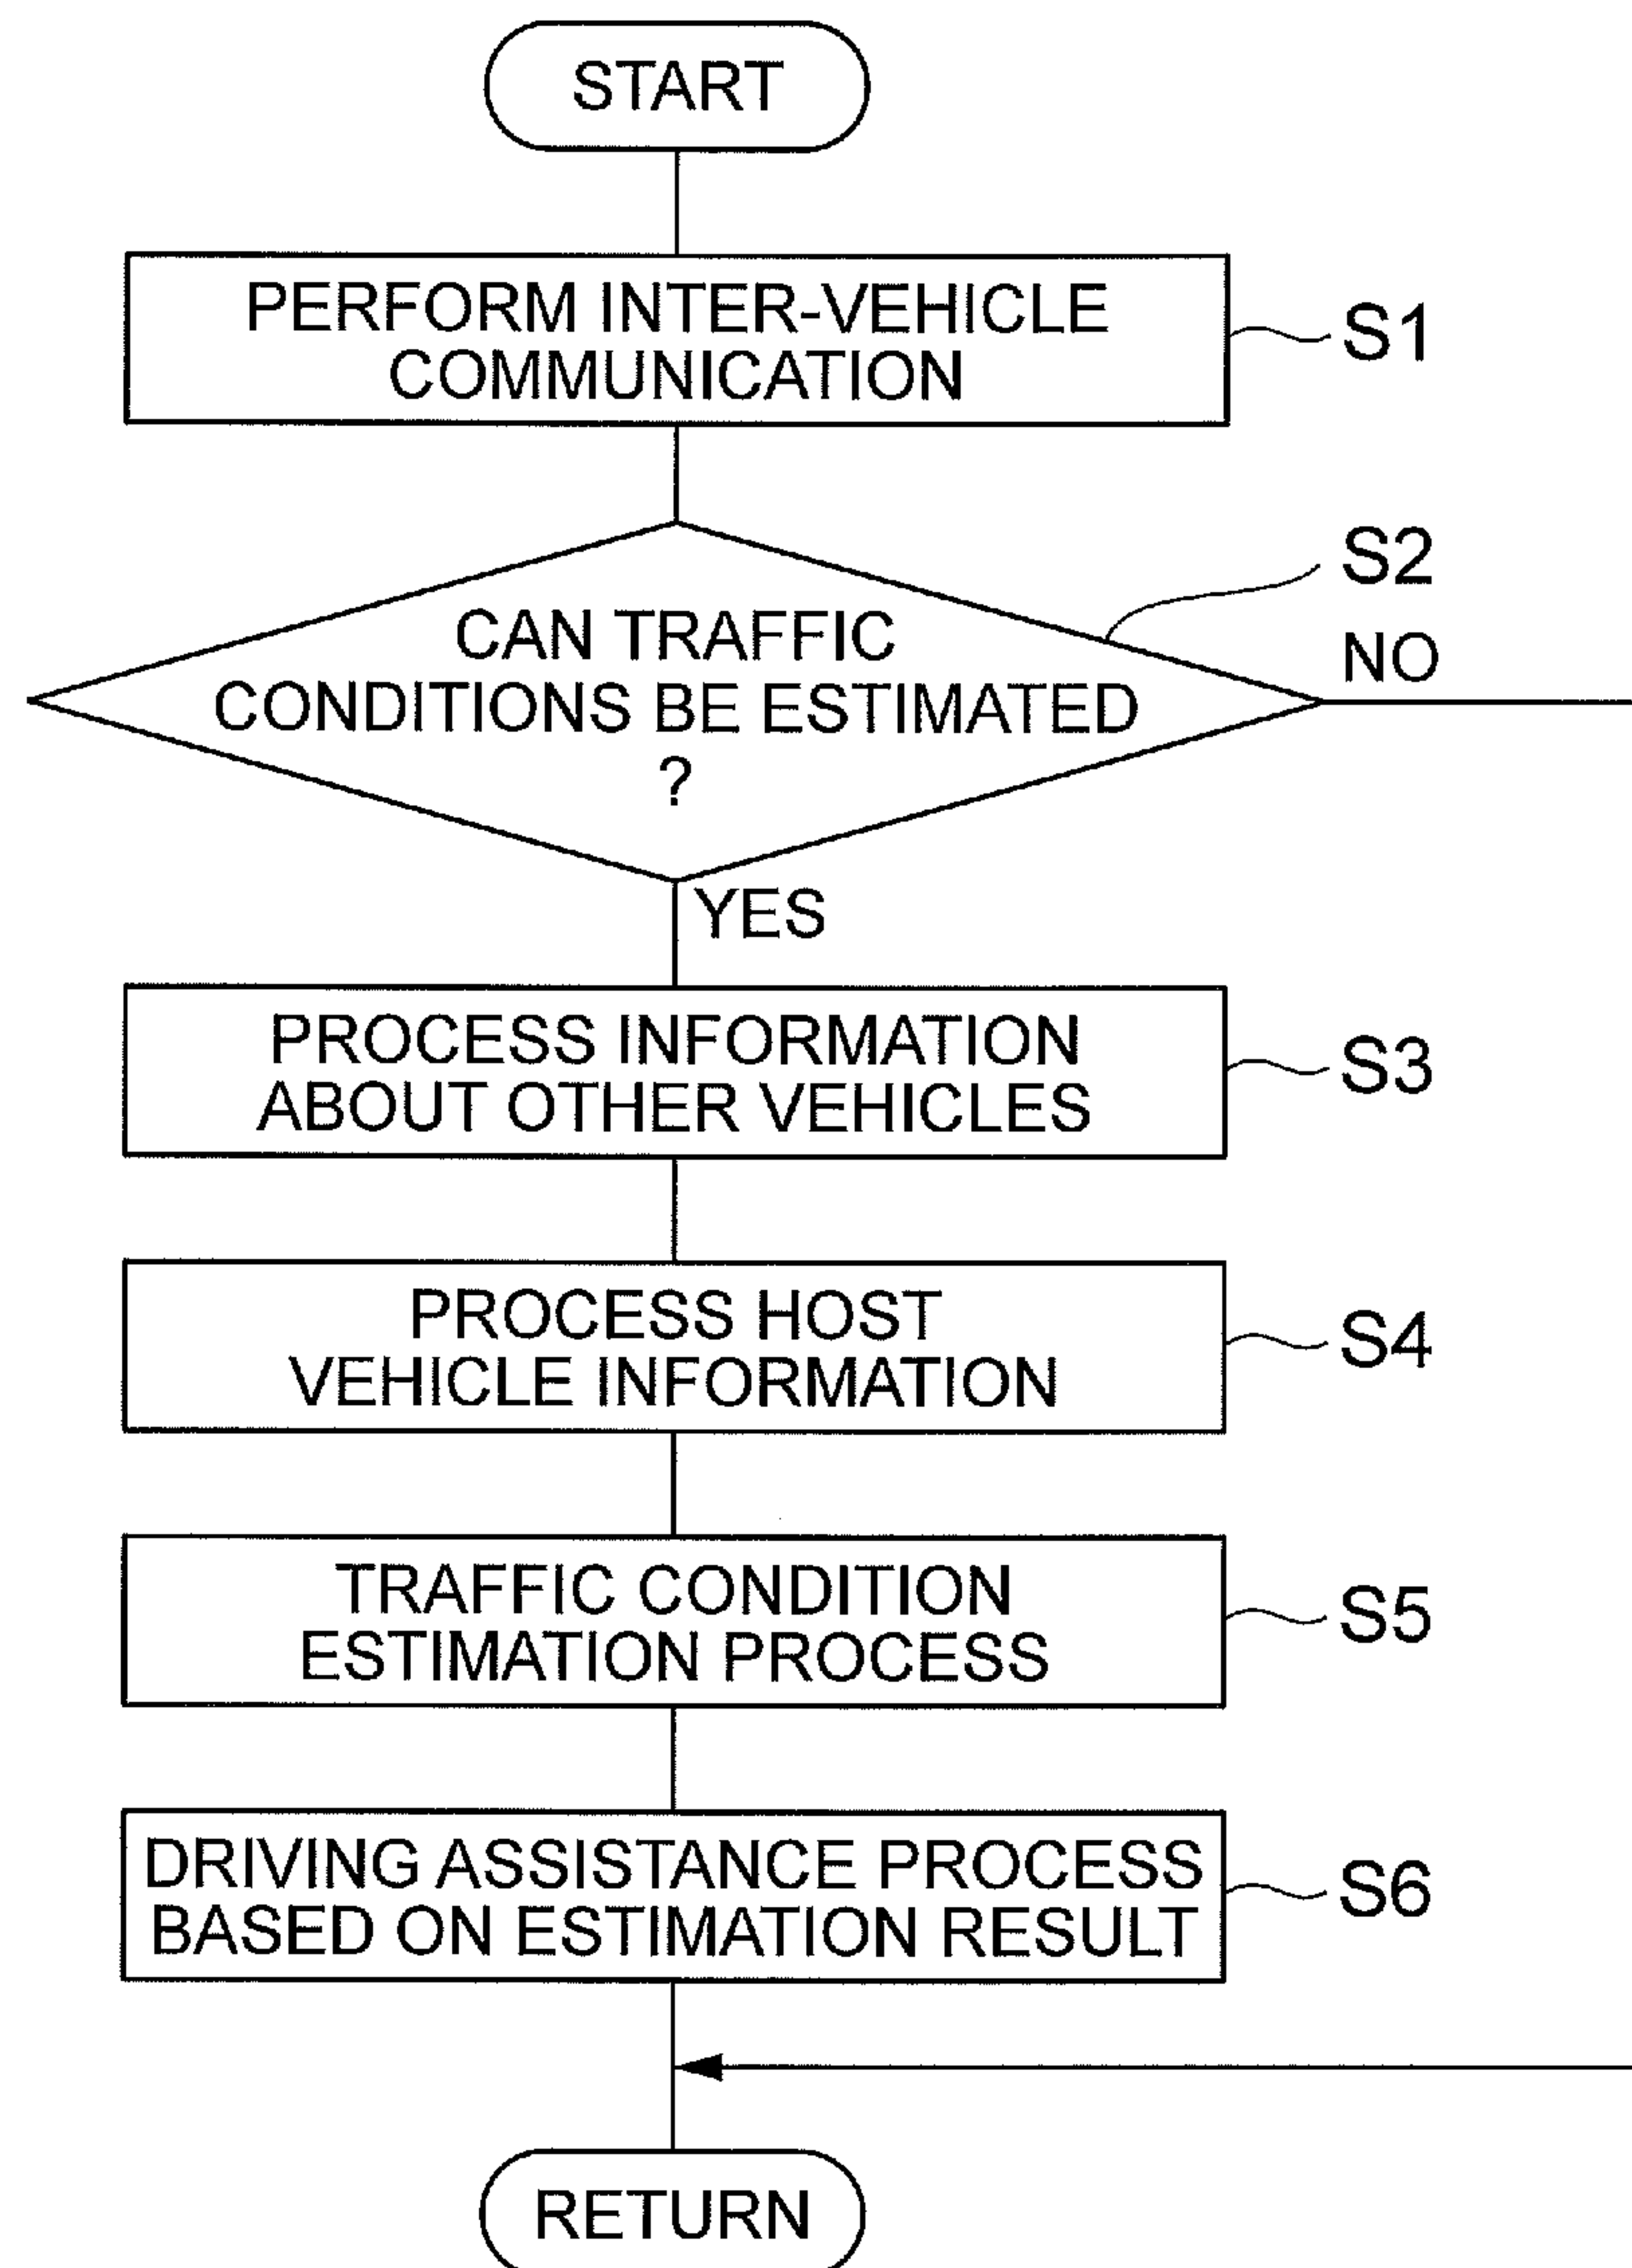 START
PERFORM INTER-VEHICLE
COMMUNICATION
S1
S2
CAN TRAFFIC
CONDITIONS BE ESTIMATED
?
NO
YES
PROCESS INFORMATION
ABOUT OTHER VEHICLES
S3
PROCESS HOST
VEHICLE INFORMATION
S4
TRAFFIC CONDITION
ESTIMATION PROCESS
S5
DRIVING ASSISTANCE PROCESS
BASED ON ESTIMATION RESULT
S6
RETURN